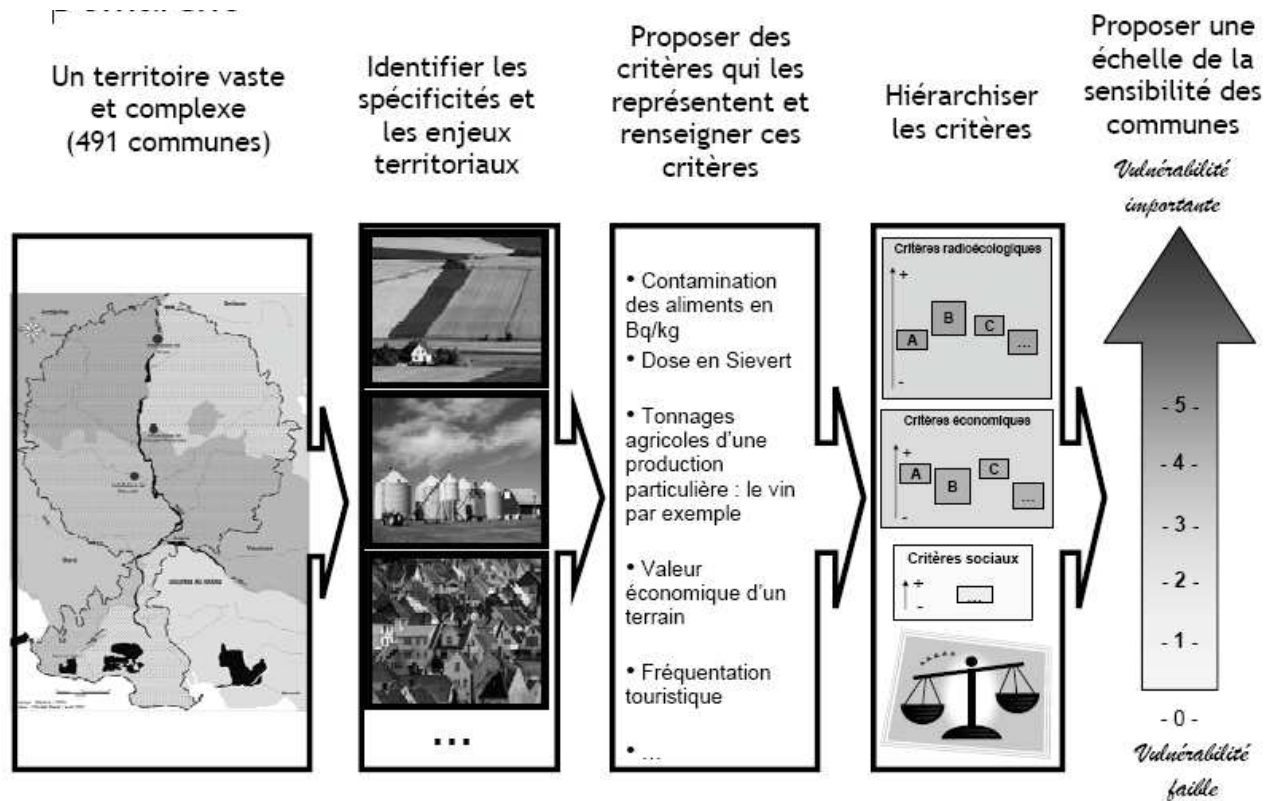 Un territoire vaste
et complexe
(491 communes)
Identifier les
spécificités et
les enjeux
territoriaux
Proposer des
critères qui les
représentent et
renseigner ces
critères
Hiérarchiser
les critères
Proposer une
échelle de la
sensibilité des
communes
...
• Contamination
des aliments en
Bq/kg
• Dose en Sievert
• Tonnages
agricoles d'une
production
particulière : le vin
par exemple
• Valeur
économique d'un
terrain
• Fréquentation
touristique
• ...
Critères radioécologiques
+
A
B
C
...
-
Critères économiques
+
A
B
C
...
-
Critères sociaux
+
...
-
Vulnérabilité
importante
- 5 -
- 4 -
- 3 -
- 2 -
- 1 -
- 0 -
Vulnérabilité
faible